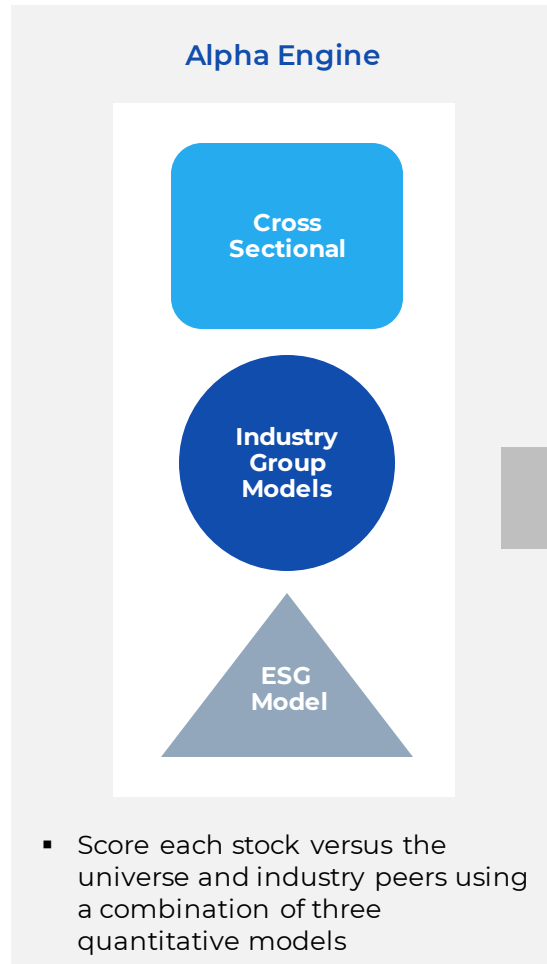 Alpha Engine
Cross
Sectional
Industry
Group
Models
ESG
Model
▪ Score each stock versus the
universe and industry peers using
a combination of three
quantitative models